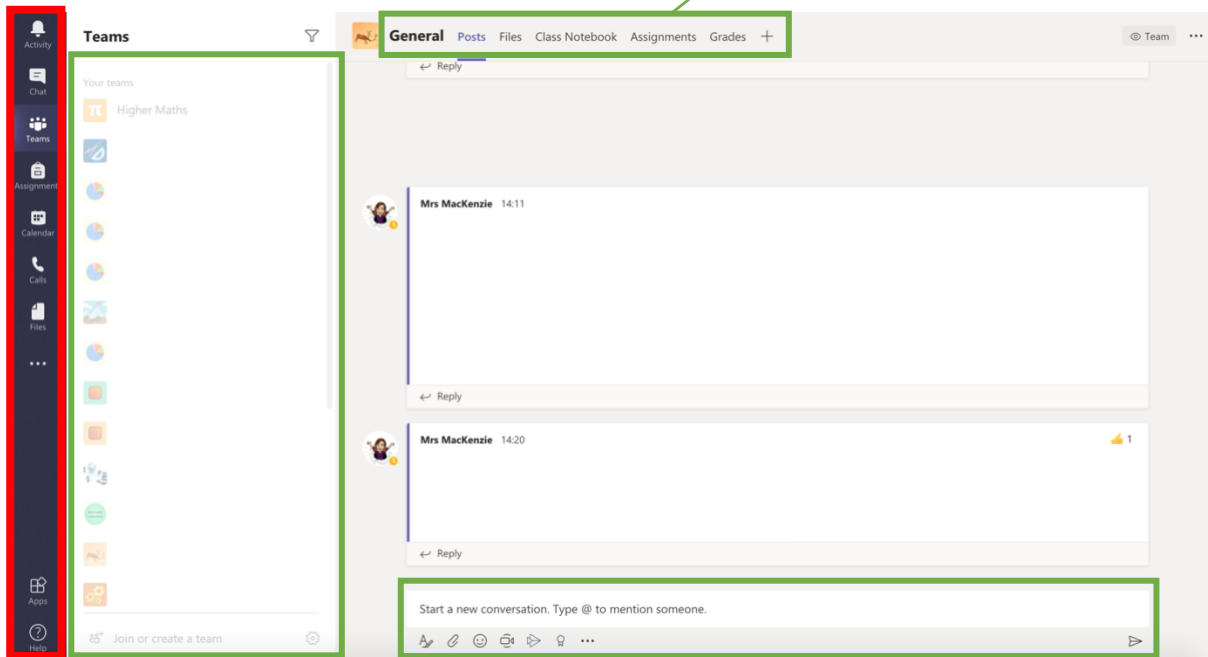 Activity
Chat
Teams
Assignment
Calendar
Calls
Files
Apps
Help
Teams
Your teams
π Higher Maths
Join or create a team
General Posts Files Class Notebook Assignments Grades +
Team
Reply
Mrs MacKenzie 14:11
Reply
Mrs MacKenzie 14:20
1
Reply
Start a new conversation. Type @ to mention someone.